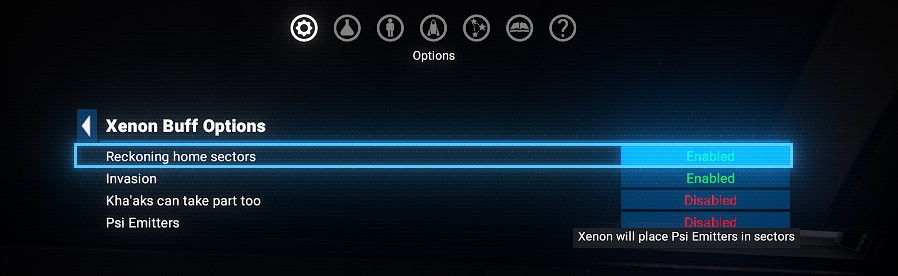 Options
Xenon Buff Options
Reckoning home sectors Enabled
Invasion Enabled
Kha'aks can take part too Disabled
Psi Emitters Disabled
Xenon will place Psi Emitters in sectors